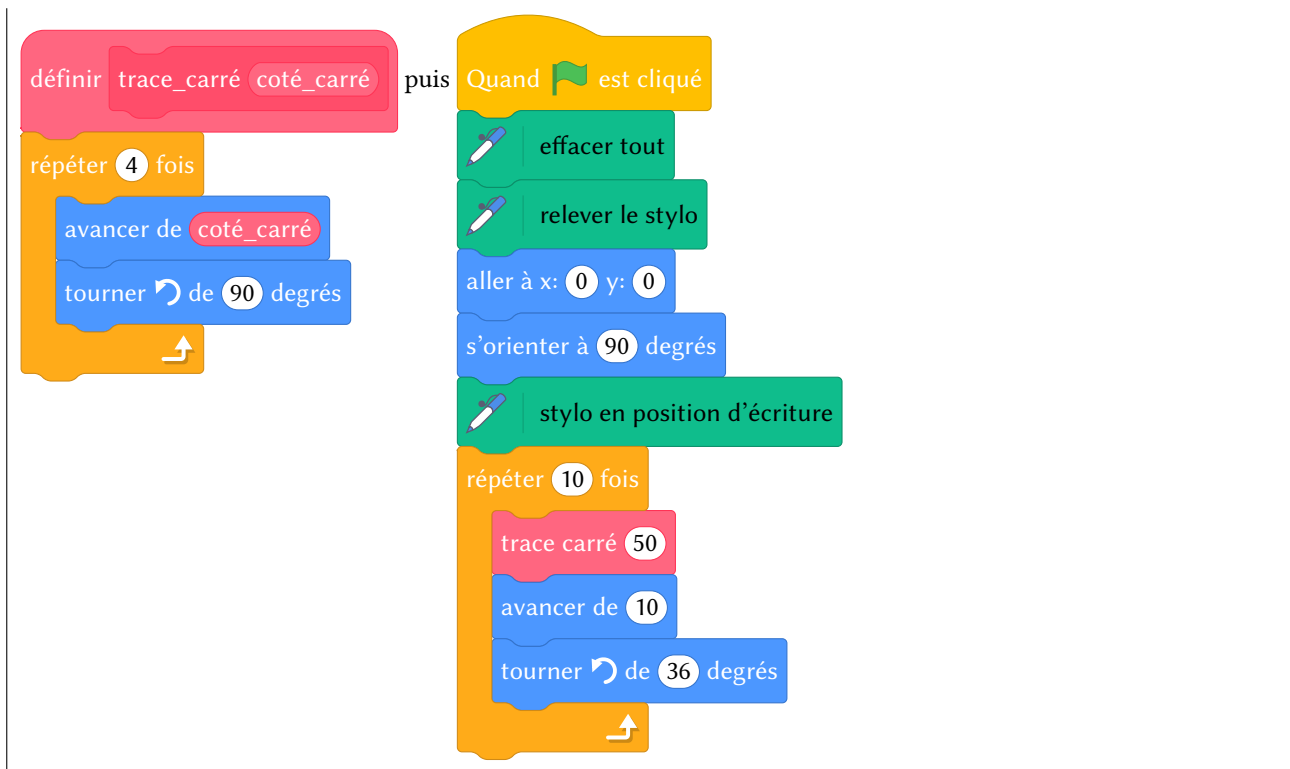 définir trace_carré coté_carré
répéter 4 fois
avancer de coté_carré
tourner de 90 degrés
puis
Quand est cliqué
effacer tout
relever le stylo
aller à x: 0 y: 0
s'orienter à 90 degrés
stylo en position d'écriture
répéter 10 fois
trace carré 50
avancer de 10
tourner de 36 degrés